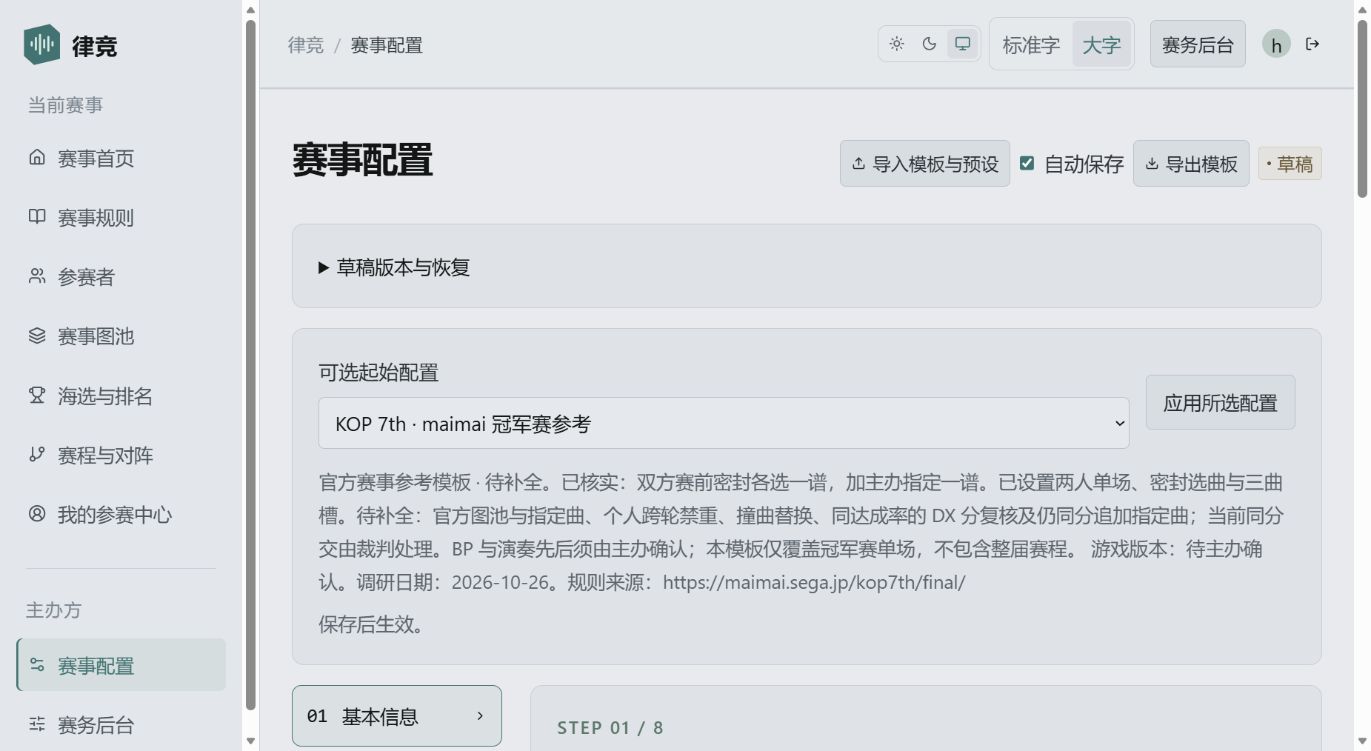 律竞
当前赛事
赛事首页
赛事规则
参赛者
赛事图池
海选与排名
赛程与对阵
我的参赛中心
主办方
赛事配置
赛务后台
律竞 / 赛事配置
标准字 大字 赛务后台 h
赛事配置
导入模板与预设 自动保存 导出模板 · 草稿
草稿版本与恢复
可选起始配置
KOP 7th · maimai 冠军赛参考
应用所选配置
官方赛事参考模板 · 待补全。已核实：双方赛前密封各选一谱，加主办指定一谱。已设置两人单场、密封选曲与三曲
槽。待补全：官方图池与指定曲、个人跨轮禁重、撞曲替换、同达成率的 DX 分复核及仍同分追加指定曲；当前同分
交由裁判处理。BP 与演奏先后须由主办确认；本模板仅覆盖冠军赛单场，不包含整届赛程。 游戏版本：待主办确
认。调研日期：2026-10-26。规则来源：https://maimai.sega.jp/kop7th/final/
保存后生效。
01 基本信息
STEP 01 / 8